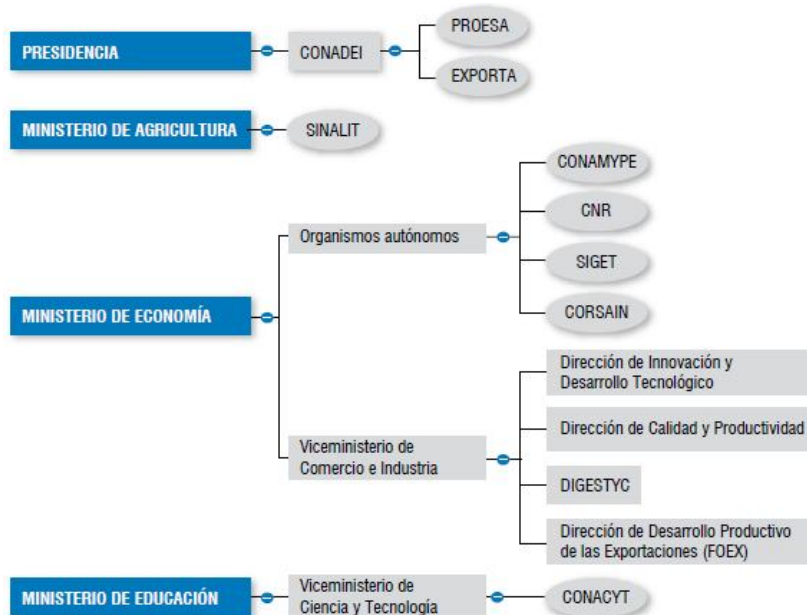 PRESIDENCIA
CONADEI
PROESA
EXPORTA
MINISTERIO DE AGRICULTURA
SINALIT
MINISTERIO DE ECONOMÍA
Organismos autónomos
CONAMYPE
CNR
SIGET
CORSAIN
Viceministerio de
Comercio e Industria
Dirección de Innovación y
Desarrollo Tecnológico
Dirección de Calidad y Productividad
DIGESTYC
Dirección de Desarrollo Productivo
de las Exportaciones (FOEX)
MINISTERIO DE EDUCACIÓN
Viceministerio de
Ciencia y Tecnología
CONACYT